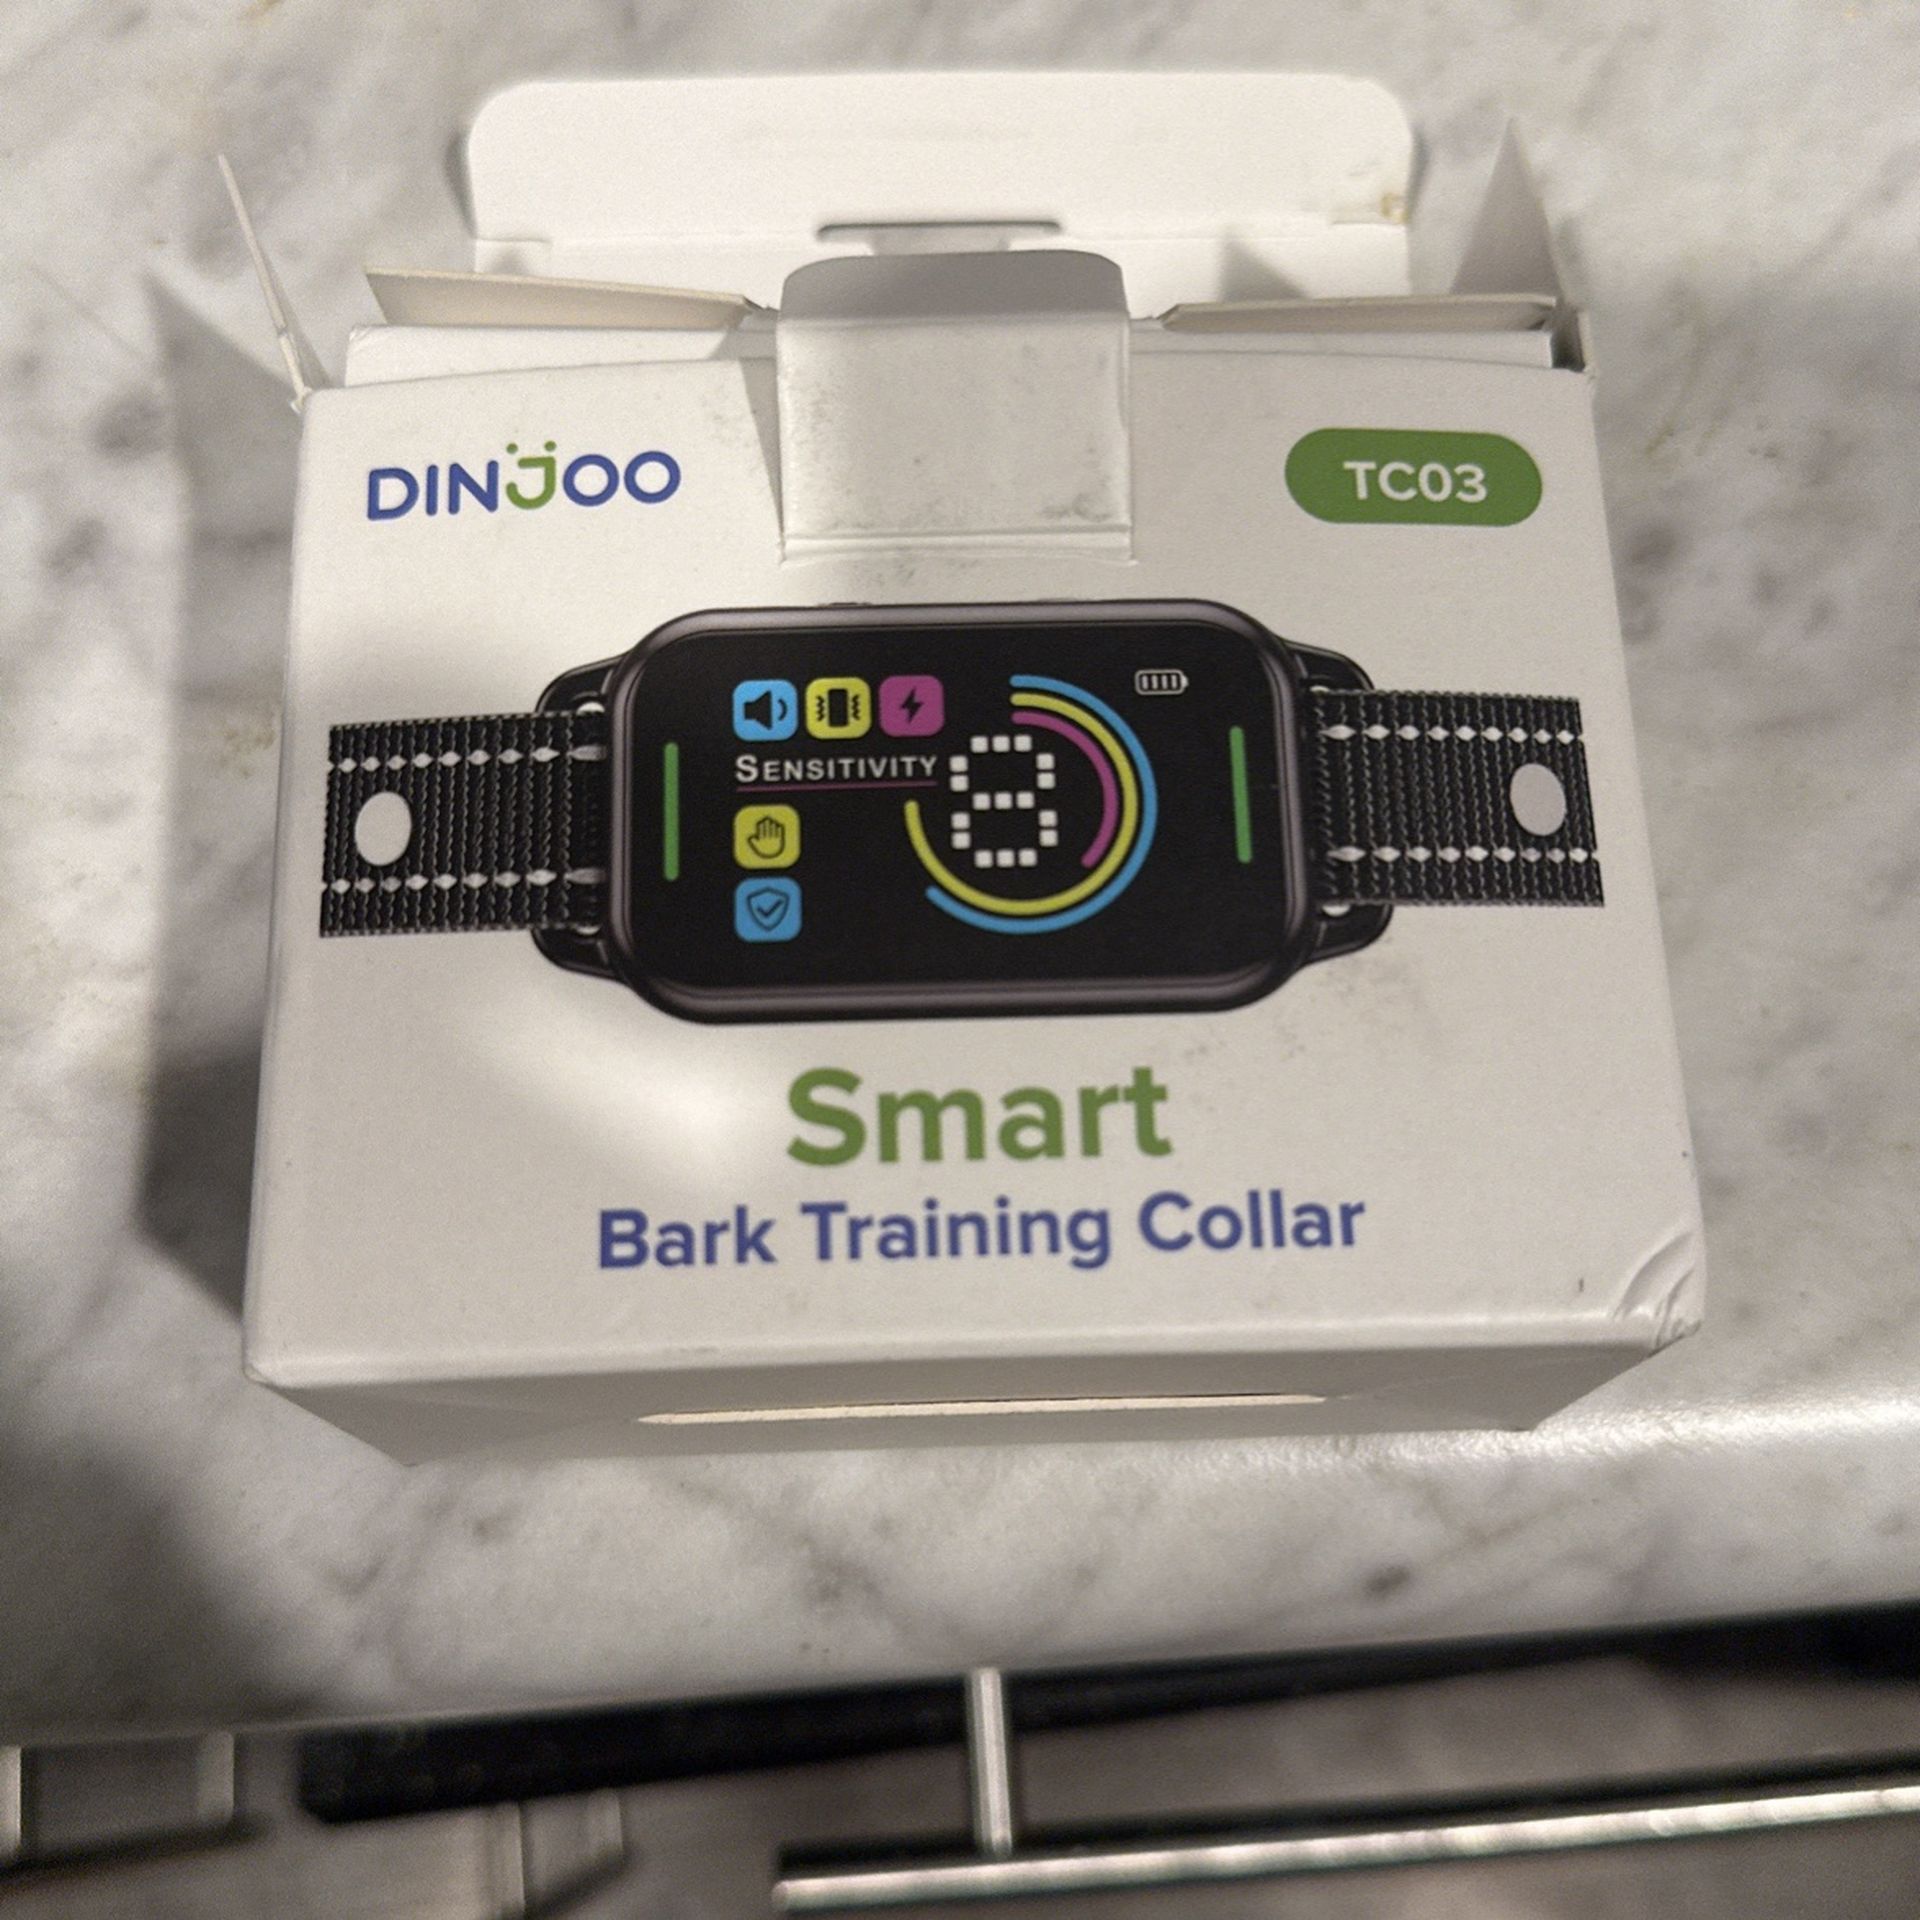 DINJOO
TC03
SENSITIVITY
8
Smart
Bark Training Collar